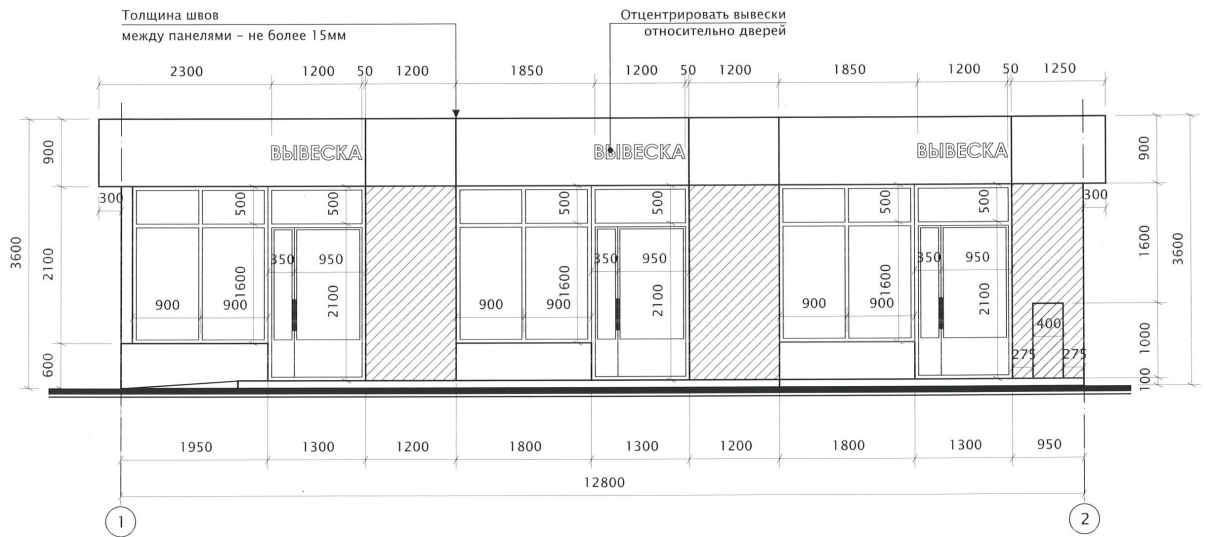 Толщина швов
между панелями – не более 15мм
Отцентрировать вывески
относительно дверей
2300 1200 50 1200 1850 1200 50 1200 1850 1200 50 1250
ВЫВЕСКА ВЫВЕСКА ВЫВЕСКА
900 900
300 300
500 500 500 500 500 500
3600 2100 1600 3600
350 950 350 950 350 950
1600 2100 1600 2100 1600 2100
900 900 900 900 900 900
400
600 275 275 1000
100
1950 1300 1200 1800 1300 1200 1800 1300 950
12800
1 2